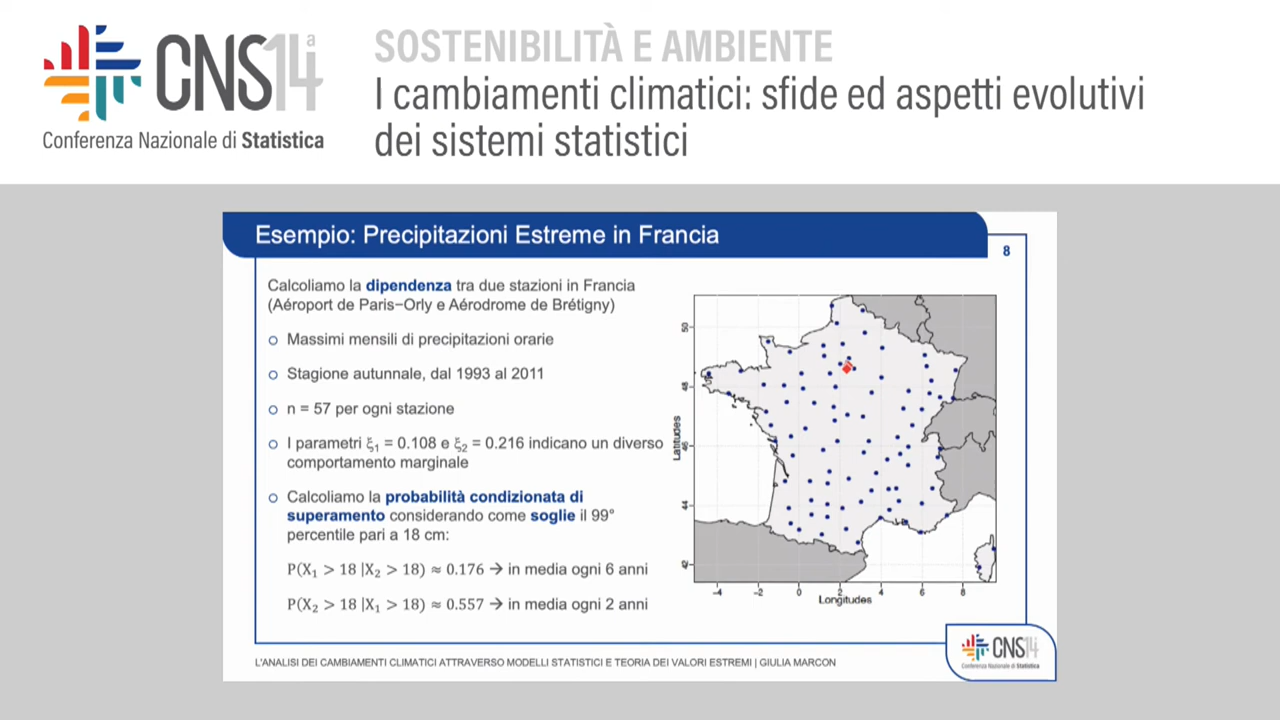 CNS14ª
Conferenza Nazionale di Statistica
SOSTENIBILITÀ E AMBIENTE
I cambiamenti climatici: sfide ed aspetti evolutivi
dei sistemi statistici
Esempio: Precipitazioni Estreme in Francia
8
Calcoliamo la dipendenza tra due stazioni in Francia
(Aéroport de Paris–Orly e Aérodrome de Brétigny)
Massimi mensili di precipitazioni orarie
Stagione autunnale, dal 1993 al 2011
n = 57 per ogni stazione
I parametri ξ₁ = 0.108 e ξ₂ = 0.216 indicano un diverso
comportamento marginale
Calcoliamo la probabilità condizionata di
superamento considerando come soglie il 99°
percentile pari a 18 cm:
P(X₁ > 18 |X₂ > 18) ≈ 0.176 → in media ogni 6 anni
P(X₂ > 18 |X₁ > 18) ≈ 0.557 → in media ogni 2 anni
Latitudes
50
48
46
44
42
-4 -2 0 2 4 6 8
Longitudes
L'ANALISI DEI CAMBIAMENTI CLIMATICI ATTRAVERSO MODELLI STATISTICI E TEORIA DEI VALORI ESTREMI | GIULIA MARCON
CNS14
Conferenza Nazionale di Statistica